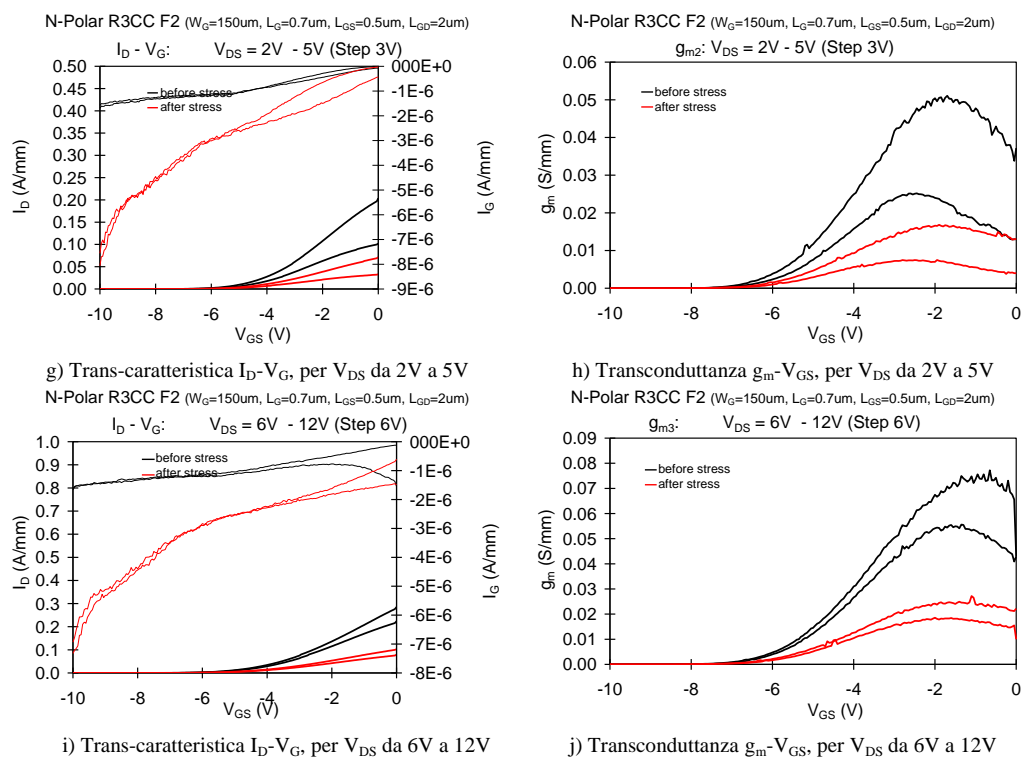 N-Polar R3CC F2 (WG=150um, LG=0.7um, LGS=0.5um, LGD=2um)
ID - VG: VDS = 2V - 5V (Step 3V)
0.50
0.45
0.40
0.35
0.30
0.25
0.20
0.15
0.10
0.05
0.00
ID (A/mm)
before stress
after stress
000E+0
-1E-6
-2E-6
-3E-6
-4E-6
-5E-6
-6E-6
-7E-6
-8E-6
-9E-6
IG (A/mm)
-10 -8 -6 -4 -2 0
VGS (V)
g) Trans-caratteristica ID-VG, per VDS da 2V a 5V
N-Polar R3CC F2 (WG=150um, LG=0.7um, LGS=0.5um, LGD=2um)
gm2: VDS = 2V - 5V (Step 3V)
0.06
0.05
0.04
0.03
0.02
0.01
0.00
gm (S/mm)
before stress
after stress
-10 -8 -6 -4 -2 0
VGS (V)
h) Transconduttanza gm-VGS, per VDS da 2V a 5V
N-Polar R3CC F2 (WG=150um, LG=0.7um, LGS=0.5um, LGD=2um)
ID - VG: VDS = 6V - 12V (Step 6V)
1.0
0.9
0.8
0.7
0.6
0.5
0.4
0.3
0.2
0.1
0.0
ID (A/mm)
before stress
after stress
000E+0
-1E-6
-2E-6
-3E-6
-4E-6
-5E-6
-6E-6
-7E-6
-8E-6
IG (A/mm)
-10 -8 -6 -4 -2 0
VGS (V)
i) Trans-caratteristica ID-VG, per VDS da 6V a 12V
N-Polar R3CC F2 (WG=150um, LG=0.7um, LGS=0.5um, LGD=2um)
gm3: VDS = 6V - 12V (Step 6V)
0.09
0.08
0.07
0.06
0.05
0.04
0.03
0.02
0.01
0.00
gm (S/mm)
before stress
after stress
-10 -8 -6 -4 -2 0
VGS (V)
j) Transconduttanza gm-VGS, per VDS da 6V a 12V